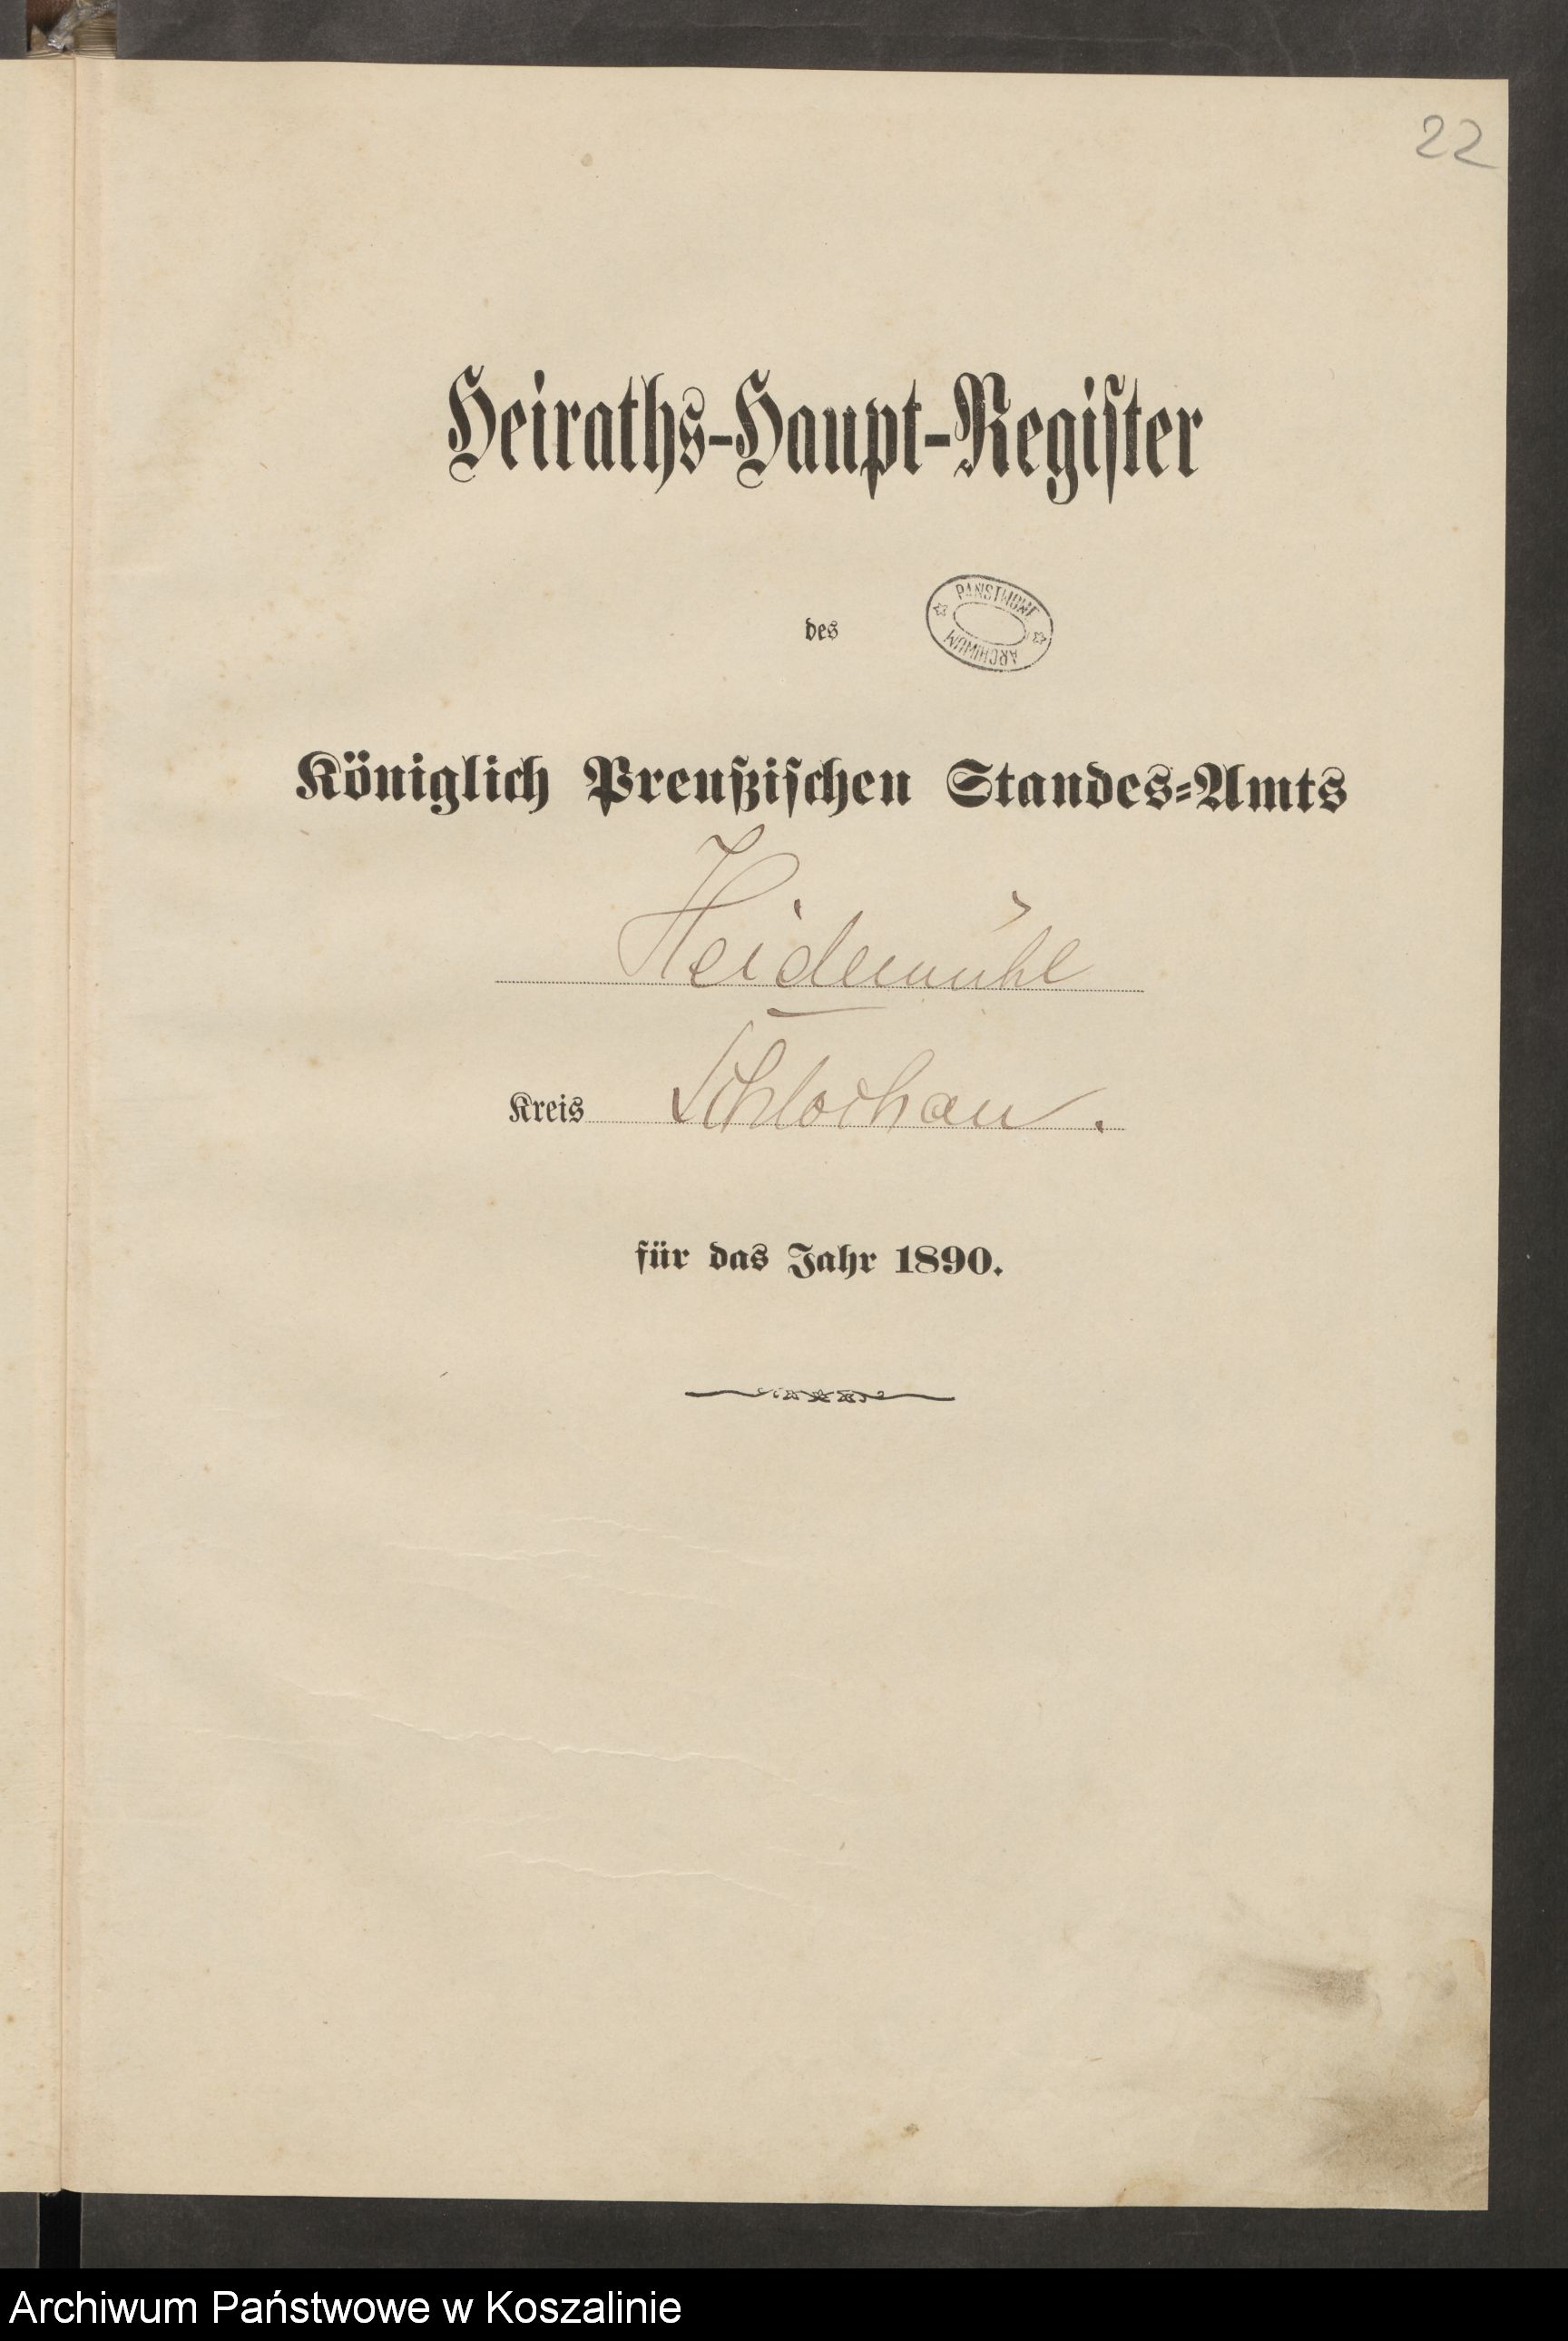 22
Heiraths-Haupt-Register
des
PAŃSTWOWE
ARCHIWUM
Königlich Preußischen Standes-Amts
Heidemühl
Kreis Schlochau.
für das Jahr 1890.
Archiwum Państwowe w Koszalinie